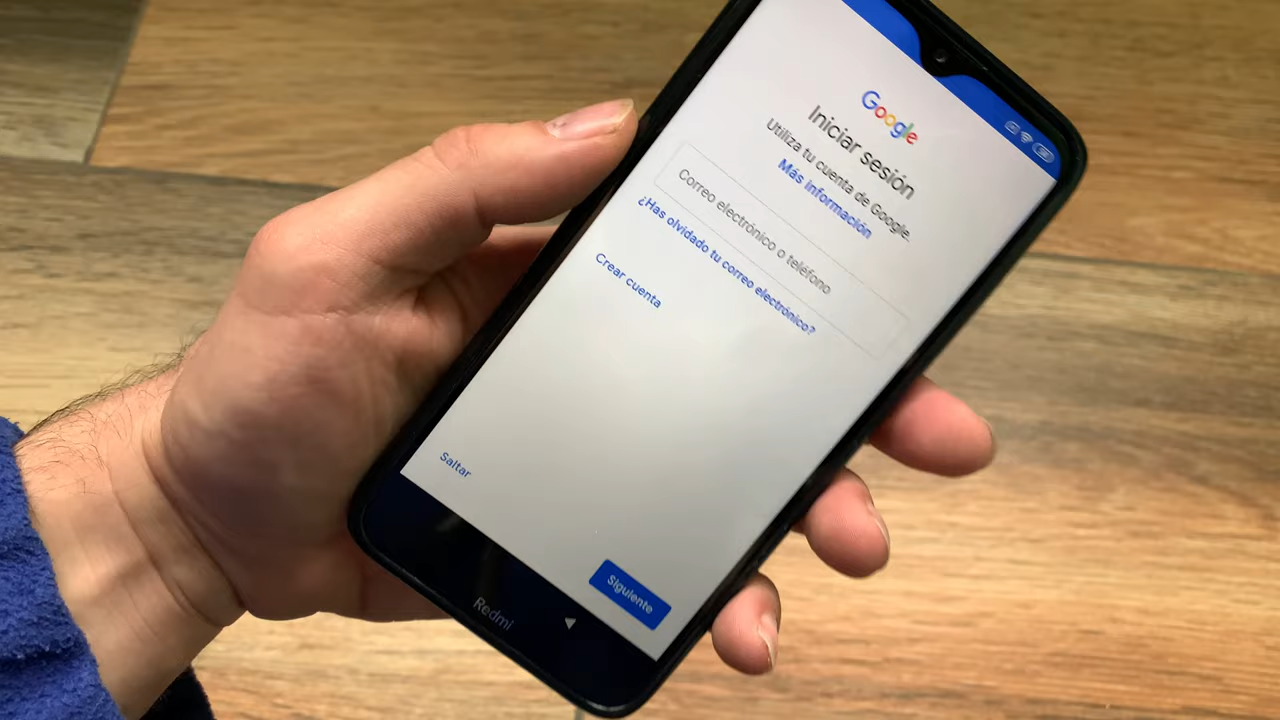 Google
Iniciar sesión
Utiliza tu cuenta de Google.
Más información
Correo electrónico o teléfono
¿Has olvidado tu correo electrónico?
Crear cuenta
Saltar
Siguiente
Redmi